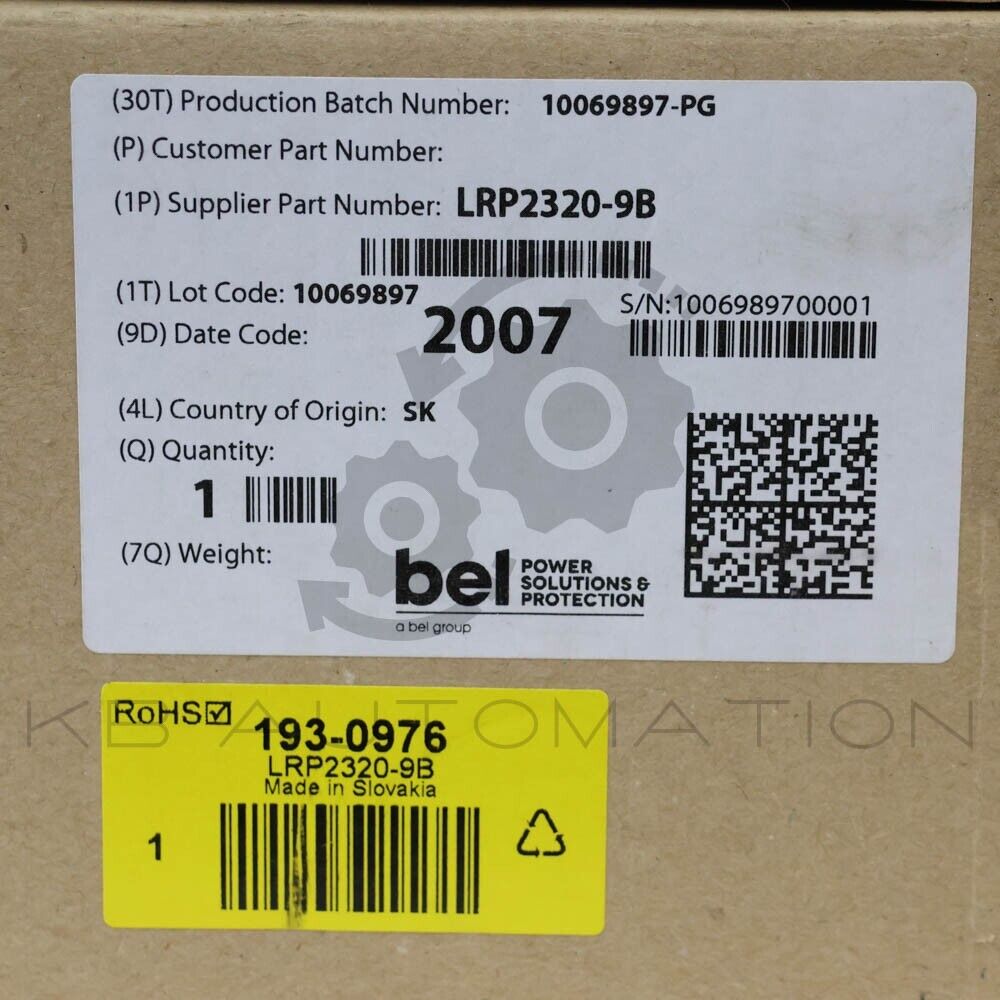 (30T) Production Batch Number: 10069897-PG
(P) Customer Part Number:
(1P) Supplier Part Number: LRP2320-9B
(1T) Lot Code: 10069897
(9D) Date Code: 2007
S/N:1006989700001
(4L) Country of Origin: SK
(Q) Quantity:
1
(7Q) Weight:
bel POWER
SOLUTIONS &
PROTECTION
a bel group
KB AUTOMATION
RoHS
193-0976
LRP2320-9B
Made in Slovakia
1